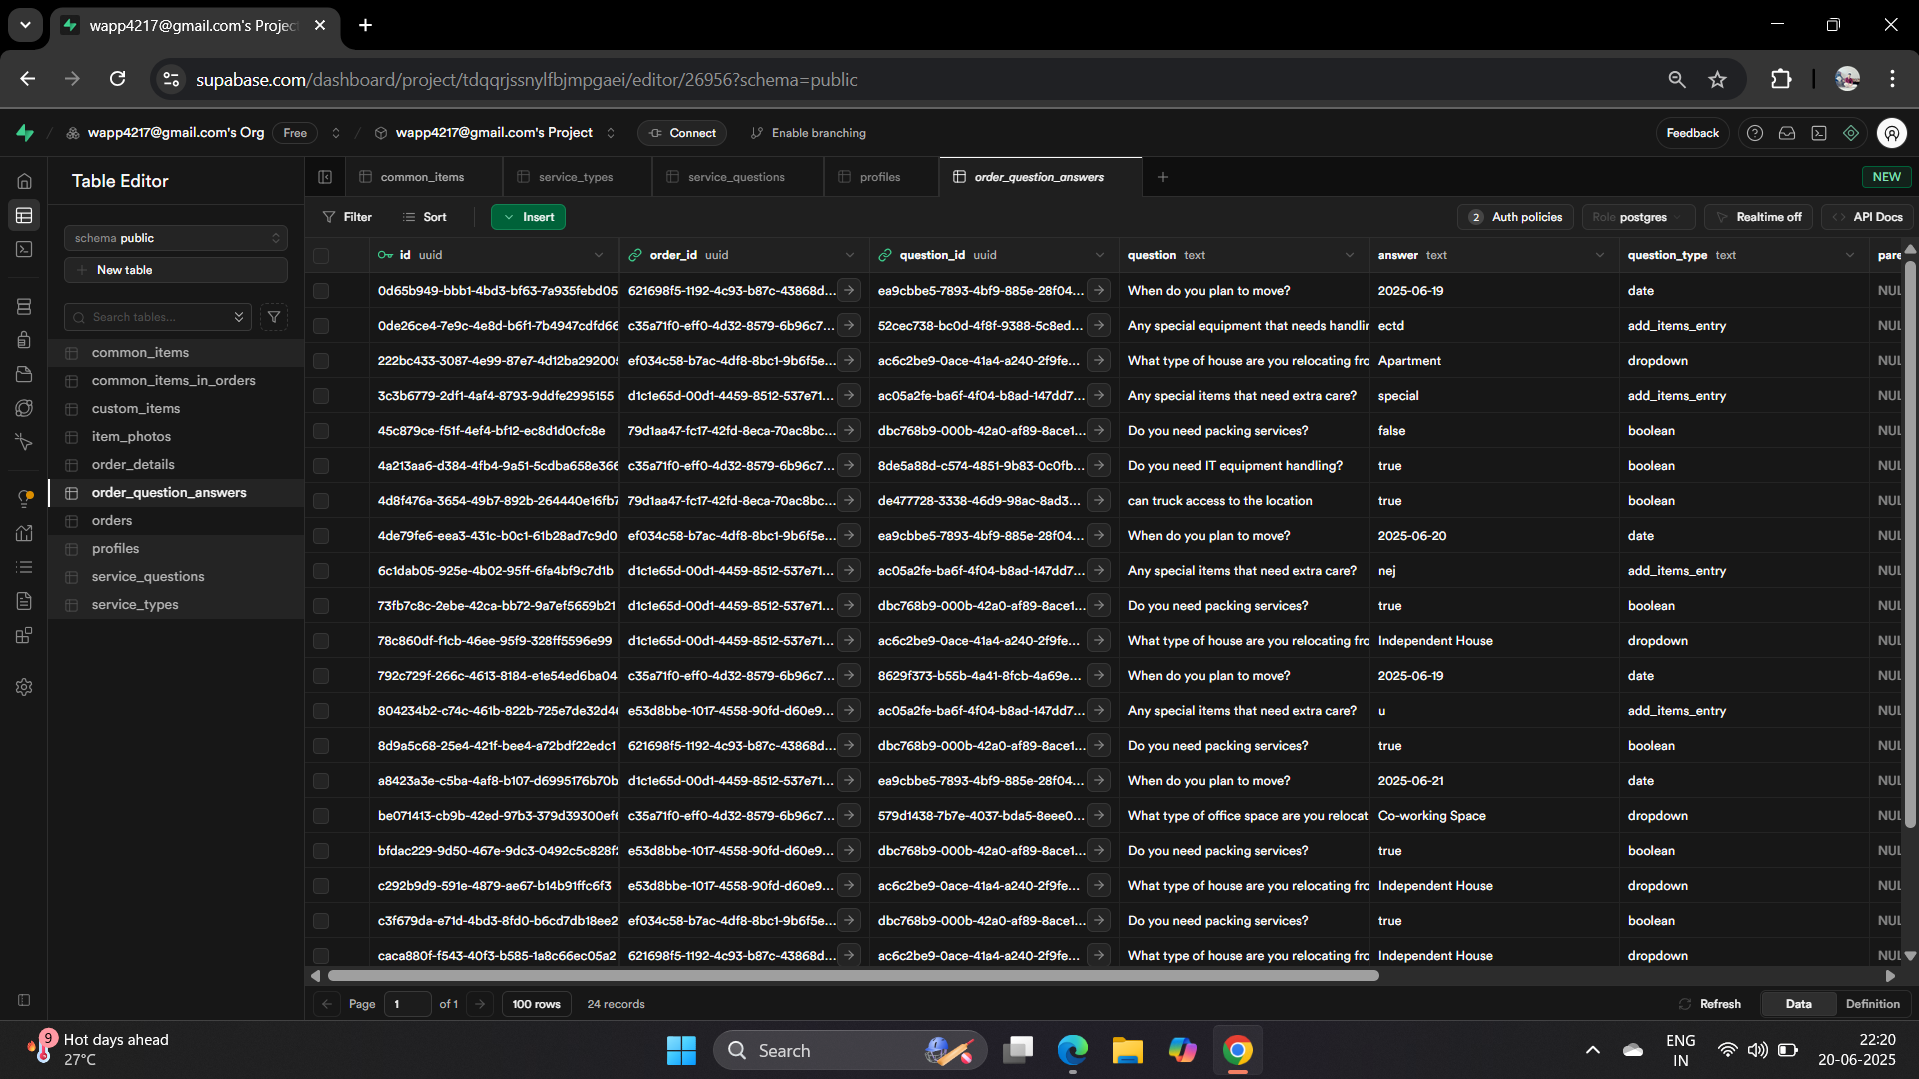 wapp4217@gmail.com's Project
supabase.com/dashboard/project/tdqqrjssnylfbjmpgaei/editor/26956?schema=public
wapp4217@gmail.com's Org Free wapp4217@gmail.com's Project Connect Enable branching Feedback
Table Editor
common_items service_types service_questions profiles order_question_answers NEW
Filter Sort Insert 2 Auth policies Role postgres Realtime off API Docs
schema public
New table
Search tables...
common_items
common_items_in_orders
custom_items
item_photos
order_details
order_question_answers
orders
profiles
service_questions
service_types
id uuid order_id uuid question_id uuid question text answer text question_type text pare
0d65b949-bbb1-4bd3-bf63-7a935febd05 621698f5-1192-4c93-b87c-43868d... ea9cbbe5-7893-4bf9-885e-28f04... When do you plan to move? 2025-06-19 date NUL
0de26ce4-7e9c-4e8d-b6f1-7b4947cdfd66 c35a71f0-eff0-4d32-8579-6b96c7... 52cec738-bc0d-4f8f-9388-5c8ed... Any special equipment that needs handlin ectd add_items_entry NUL
222bc433-3087-4e99-87e7-4d12ba292005 ef034c58-b7ac-4df8-8bc1-9b6f5e... ac6c2be9-0ace-41a4-a240-2f9fe... What type of house are you relocating fro Apartment dropdown NUL
3c3b6779-2df1-4af4-8793-9ddfe2995155 d1c1e65d-00d1-4459-8512-537e71... ac05a2fe-ba6f-4f04-b8ad-147dd7... Any special items that need extra care? special add_items_entry NUL
45c879ce-f51f-4ef4-bf12-ec8d1d0cfc8e 79d1aa47-fc17-42fd-8eca-70ac8bc... dbc768b9-000b-42a0-af89-8ace1... Do you need packing services? false boolean NUL
4a213aa6-d384-4fb4-9a51-5cdba658e366 c35a71f0-eff0-4d32-8579-6b96c7... 8de5a88d-c574-4851-9b83-0c0fb... Do you need IT equipment handling? true boolean NUL
4d8f476a-3654-49b7-892b-264440e16fb7 79d1aa47-fc17-42fd-8eca-70ac8bc... de477728-3338-46d9-98ac-8ad3... can truck access to the location true boolean NUL
4de79fe6-eea3-431c-b0c1-61b28ad7c9d0 ef034c58-b7ac-4df8-8bc1-9b6f5e... ea9cbbe5-7893-4bf9-885e-28f04... When do you plan to move? 2025-06-20 date NUL
6c1dab05-925e-4b02-95ff-6fa4bf9c7d1b d1c1e65d-00d1-4459-8512-537e71... ac05a2fe-ba6f-4f04-b8ad-147dd7... Any special items that need extra care? nej add_items_entry NUL
73fb7c8c-2ebe-42ca-bb72-9a7ef5659b21 d1c1e65d-00d1-4459-8512-537e71... dbc768b9-000b-42a0-af89-8ace1... Do you need packing services? true boolean NUL
78c860df-f1cb-46ee-95f9-328ff5596e99 d1c1e65d-00d1-4459-8512-537e71... ac6c2be9-0ace-41a4-a240-2f9fe... What type of house are you relocating fro Independent House dropdown NUL
792c729f-266c-4613-8184-e1e54ed6ba04 c35a71f0-eff0-4d32-8579-6b96c7... 8629f373-b55b-4a41-8fcb-4a69e... When do you plan to move? 2025-06-19 date NUL
804234b2-c74c-461b-822b-725e7de32d4 e53d8bbe-1017-4558-90fd-d60e9... ac05a2fe-ba6f-4f04-b8ad-147dd7... Any special items that need extra care? u add_items_entry NUL
8d9a5c68-25e4-421f-bee4-a72bdf22edc1 621698f5-1192-4c93-b87c-43868d... dbc768b9-000b-42a0-af89-8ace1... Do you need packing services? true boolean NUL
a8423a3e-c5ba-4af8-b107-d6995176b70b d1c1e65d-00d1-4459-8512-537e71... ea9cbbe5-7893-4bf9-885e-28f04... When do you plan to move? 2025-06-21 date NUL
be071413-cb9b-42ed-97b3-379d39300ef c35a71f0-eff0-4d32-8579-6b96c7... 579d1438-7b7e-4037-bda5-8eee0... What type of office space are you relocat Co-working Space dropdown NUL
bfdac229-9d50-467e-9dc3-0492c5c828f e53d8bbe-1017-4558-90fd-d60e9... dbc768b9-000b-42a0-af89-8ace1... Do you need packing services? true boolean NUL
c292b9d9-591e-4879-ae67-b14b91ffc6f3 e53d8bbe-1017-4558-90fd-d60e9... ac6c2be9-0ace-41a4-a240-2f9fe... What type of house are you relocating fro Independent House dropdown NUL
c3f679da-e71d-4bd3-8fd0-b6cd7db18ee2 ef034c58-b7ac-4df8-8bc1-9b6f5e... dbc768b9-000b-42a0-af89-8ace1... Do you need packing services? true boolean NUL
caca880f-f543-40f3-b585-1a8c66ec05a2 621698f5-1192-4c93-b87c-43868d... ac6c2be9-0ace-41a4-a240-2f9fe... What type of house are you relocating fro Independent House dropdown NUL
Page 1 of 1 100 rows 24 records Refresh Data Definition
9 Hot days ahead
27°C
Search
ENG
IN
22:20
20-06-2025